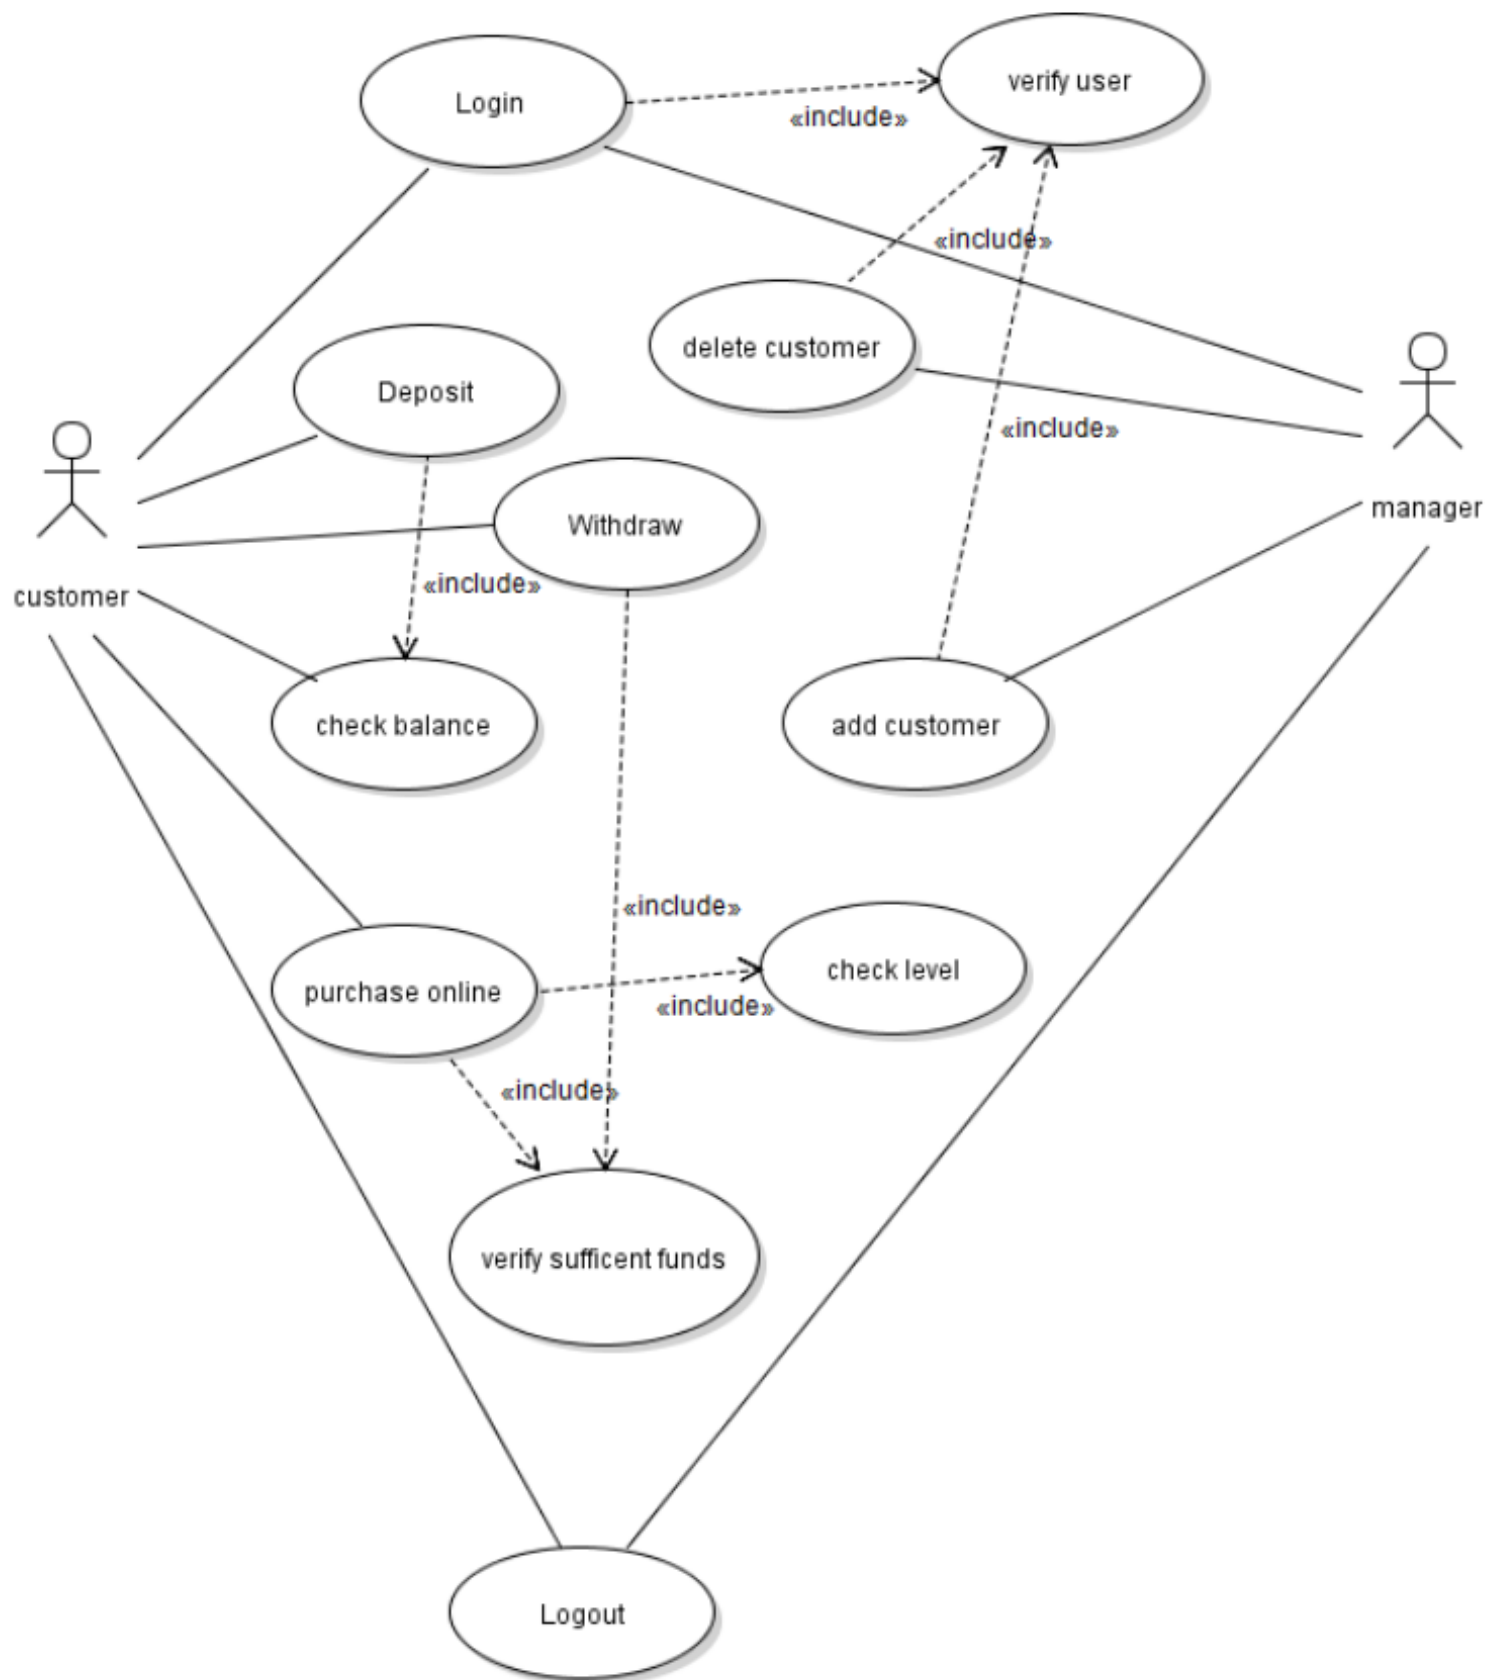 Login
verify user
«include»
«include»
delete customer
Deposit
«include»
manager
Withdraw
«include»
customer
check balance
add customer
«include»
check level
purchase online
«include»
«include»
verify sufficent funds
Logout